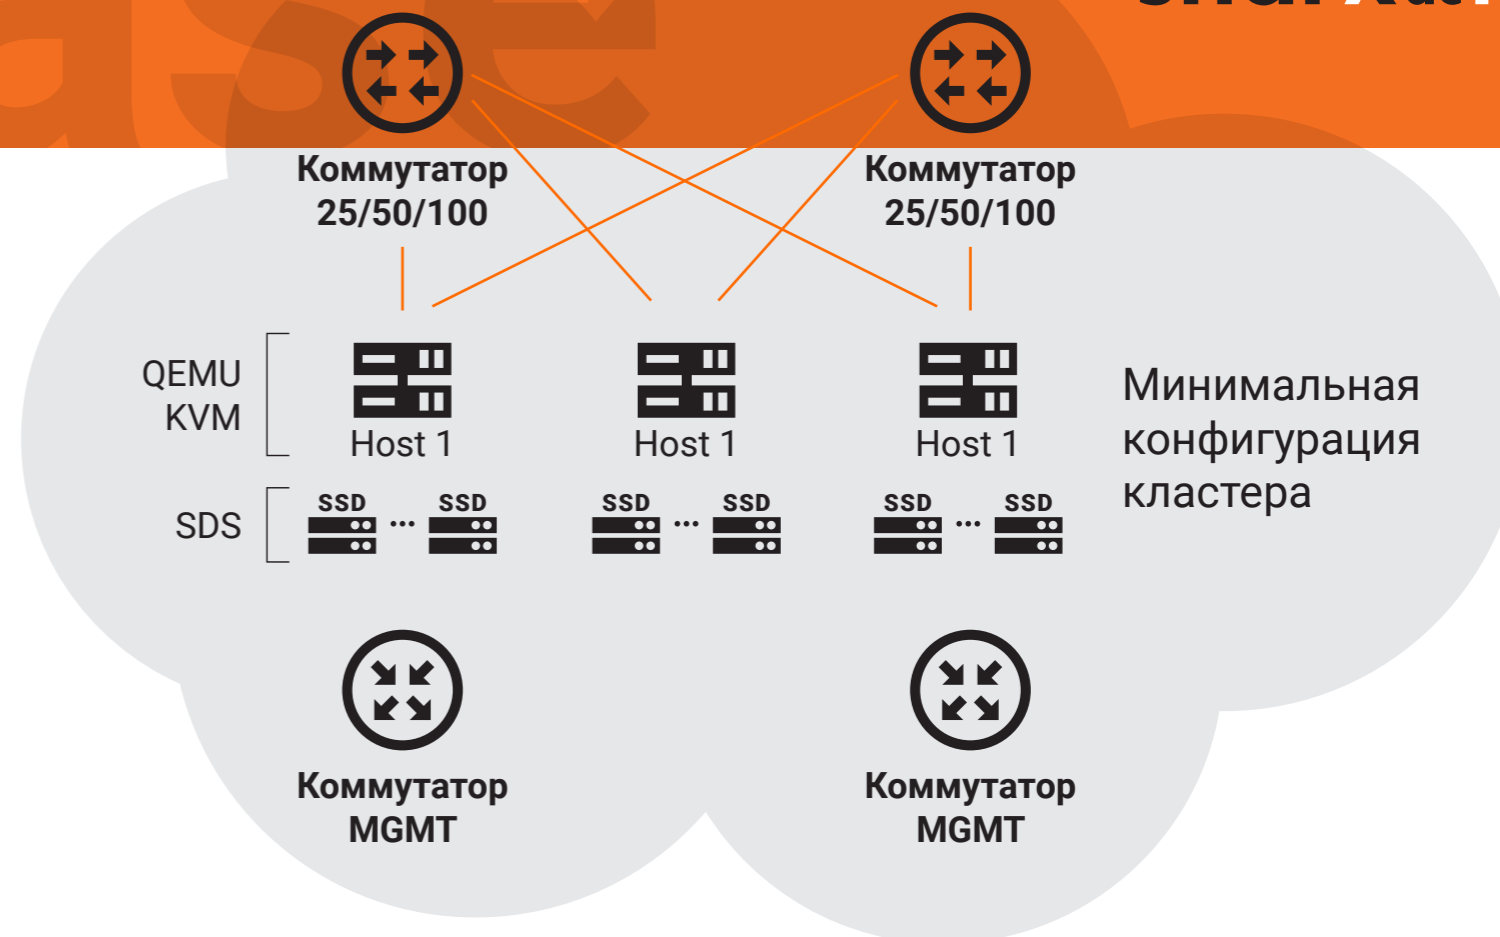 Коммутатор
25/50/100
Коммутатор
25/50/100
QEMU
KVM
Host 1
Host 1
Host 1
Минимальная
конфигурация
кластера
SDS
SSD ... SSD
SSD ... SSD
SSD ... SSD
Коммутатор
MGMT
Коммутатор
MGMT